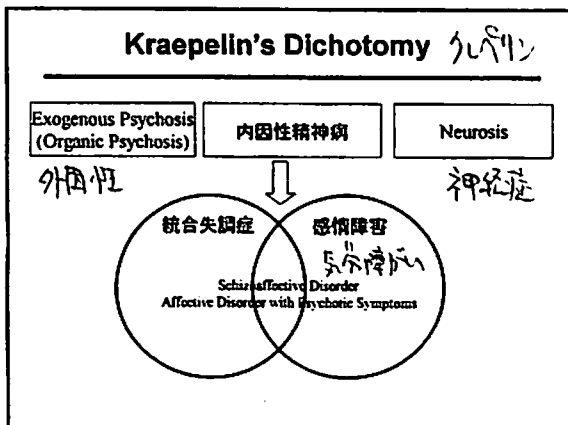 Kraepelin's Dichotomy クレペリン
Exogenous Psychosis
(Organic Psychosis)
内因性精神病
Neurosis
外因性
神経症
統合失調症
感情障害
気分障がい
Schizoaffective Disorder
Affective Disorder with Psychotic Symptoms